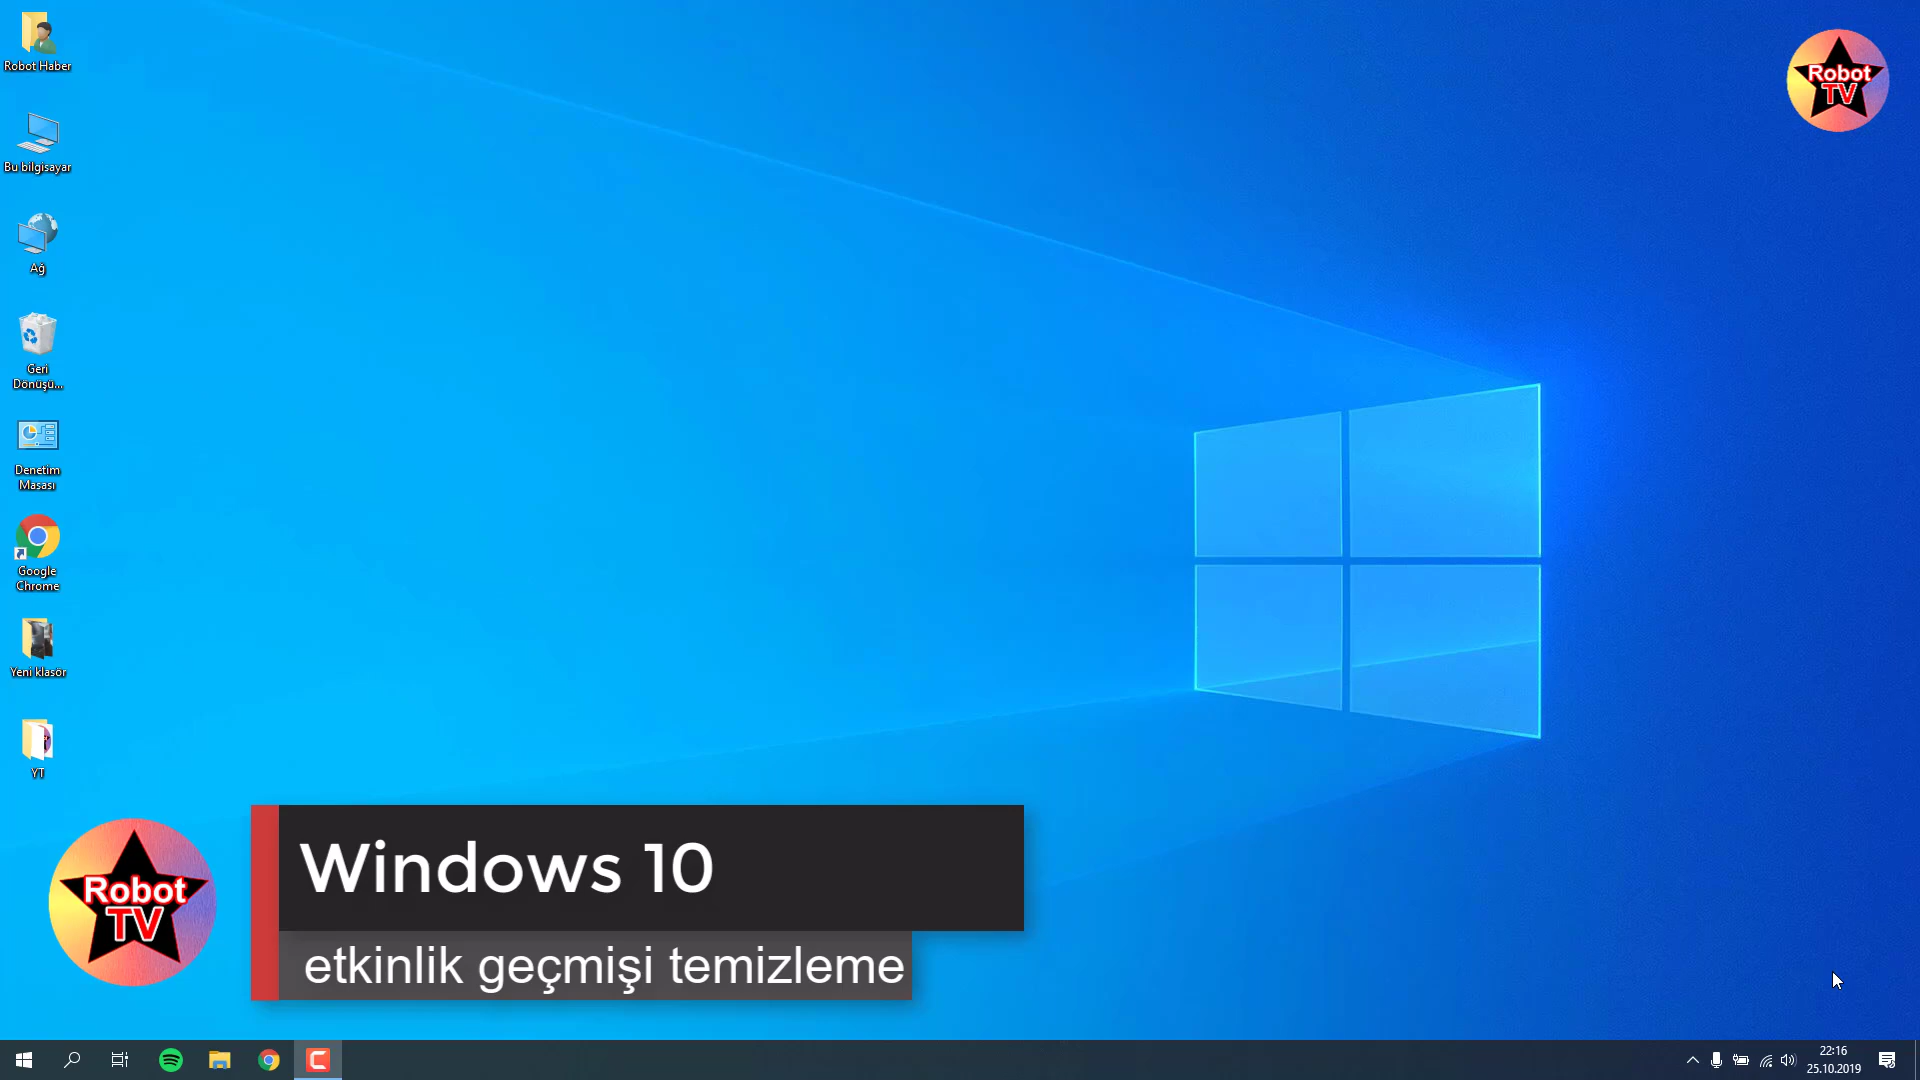 Robot Haber
Bu bilgisayar
Ağ
Geri
Dönüşü...
Denetim
Masası
Google
Chrome
Yeni klasör
YT
Robot
TV
Robot
TV
Windows 10
etkinlik geçmişi temizleme
22:16
25.10.2019